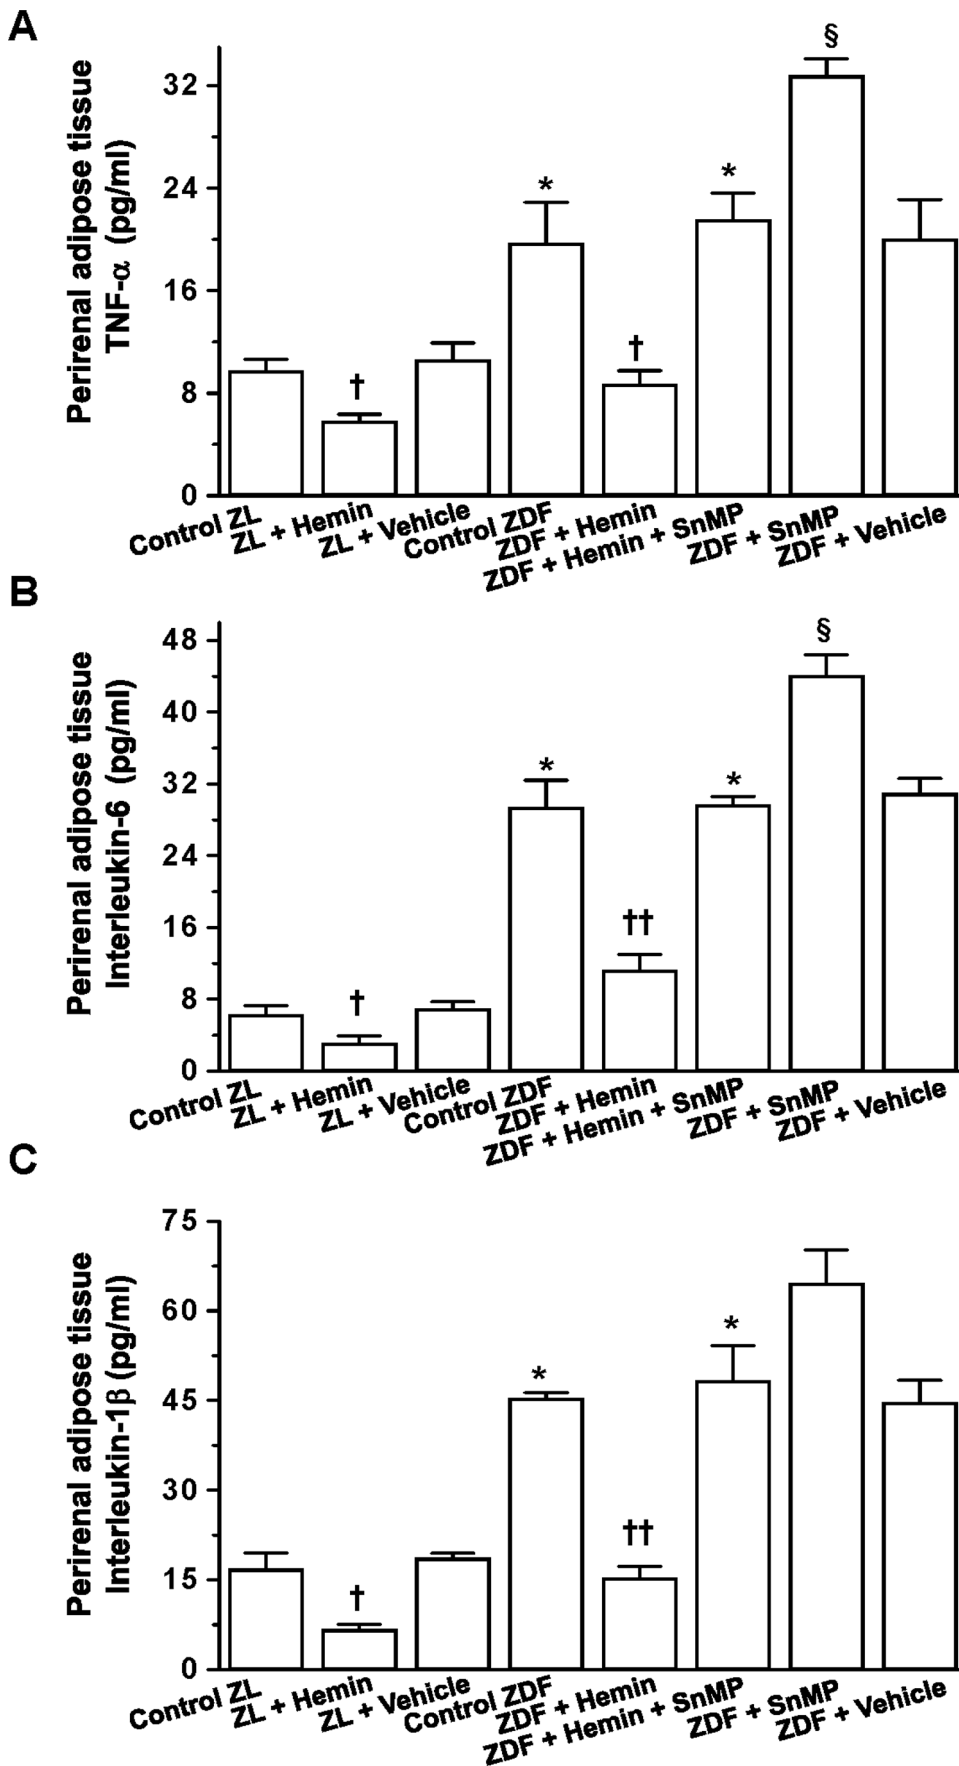 A
Perirenal adipose tissue
TNF-α (pg/ml)
32
24
16
8
0
†
*
†
*
§
Control ZL
ZL + Hemin
ZL + Vehicle
Control ZDF
ZDF + Hemin
ZDF + Hemin + SnMP
ZDF + SnMP
ZDF + Vehicle
B
Perirenal adipose tissue
Interleukin-6 (pg/ml)
48
40
32
24
16
8
0
†
*
††
*
§
Control ZL
ZL + Hemin
ZL + Vehicle
Control ZDF
ZDF + Hemin
ZDF + Hemin + SnMP
ZDF + SnMP
ZDF + Vehicle
C
Perirenal adipose tissue
Interleukin-1β (pg/ml)
75
60
45
30
15
0
†
*
††
*
Control ZL
ZL + Hemin
ZL + Vehicle
Control ZDF
ZDF + Hemin
ZDF + Hemin + SnMP
ZDF + SnMP
ZDF + Vehicle